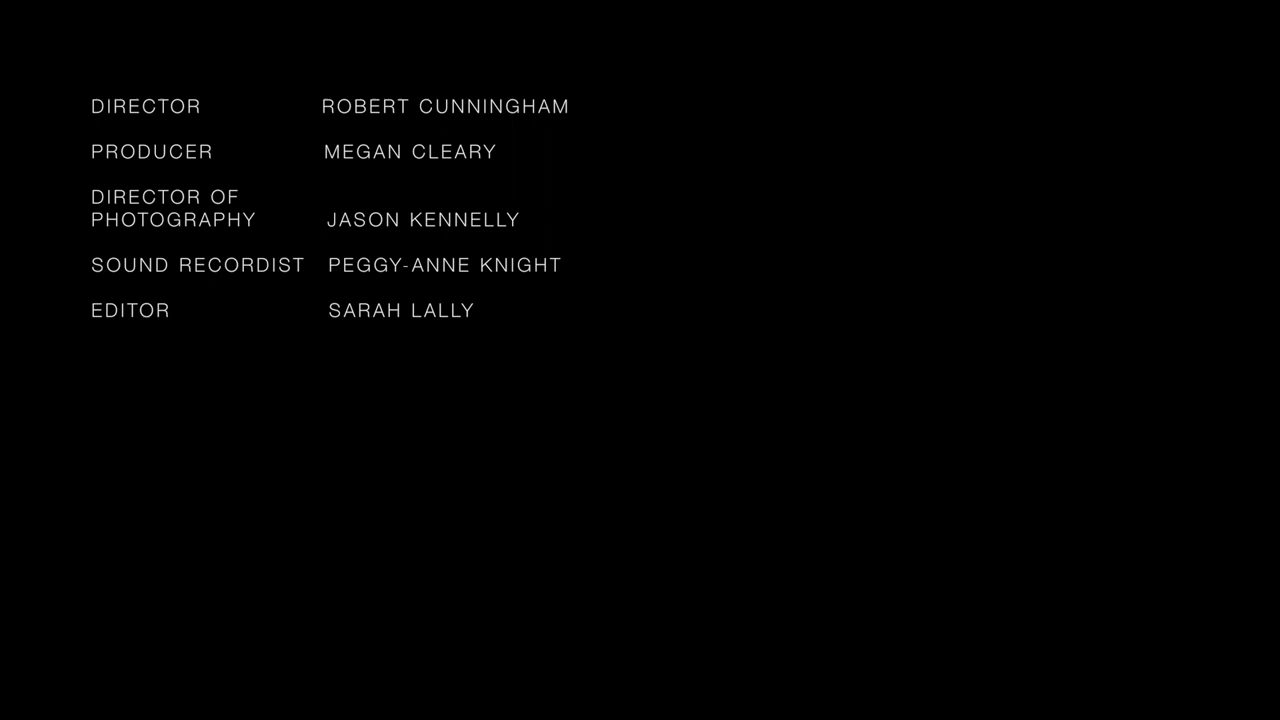 DIRECTOR ROBERT CUNNINGHAM
PRODUCER MEGAN CLEARY
DIRECTOR OF
PHOTOGRAPHY JASON KENNELLY
SOUND RECORDIST PEGGY-ANNE KNIGHT
EDITOR SARAH LALLY